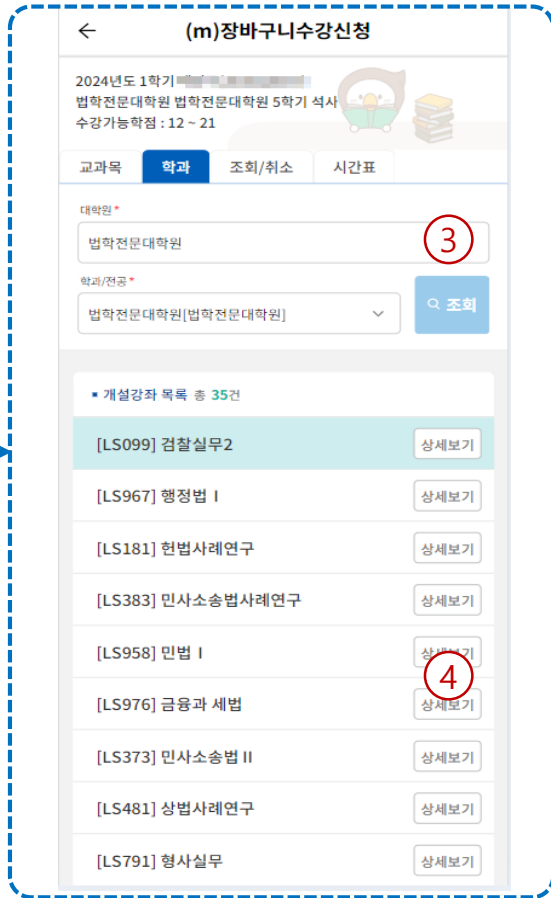 (m)장바구니수강신청
2024년도 1학기
법학전문대학원 법학전문대학원 5학기 석사
수강가능학점 : 12 ~ 21
교과목 학과 조회/취소 시간표
대학원 *
법학전문대학원
③
학과/전공 *
법학전문대학원[법학전문대학원]
조회
▪ 개설강좌 목록 총 35건
[LS099] 검찰실무2 상세보기
[LS967] 행정법 Ⅰ 상세보기
[LS181] 헌법사례연구 상세보기
[LS383] 민사소송법사례연구 상세보기
[LS958] 민법 Ⅰ 상세보기
④
[LS976] 금융과 세법 상세보기
[LS373] 민사소송법 II 상세보기
[LS481] 상법사례연구 상세보기
[LS791] 형사실무 상세보기